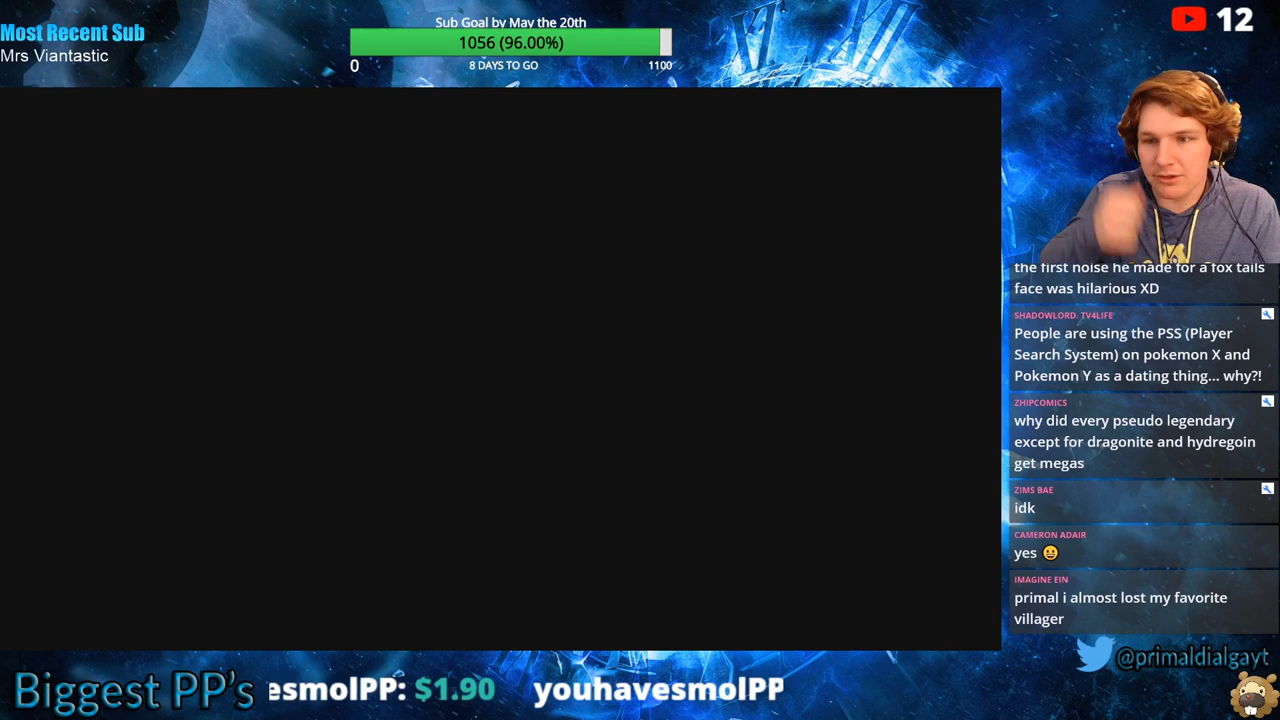 Most Recent Sub
Mrs Viantastic
Sub Goal by May the 20th
1056 (96.00%)
0
8 DAYS TO GO
1100
12
the first noise he made for a fox tails
face was hilarious XD
SHADOWLORD. TV4LIFE
People are using the PSS (Player
Search System) on pokemon X and
Pokemon Y as a dating thing... why?!
ZHIPCOMICS
why did every pseudo legendary
except for dragonite and hydregoin
get megas
ZIMS BAE
idk
CAMERON ADAIR
yes 😀
IMAGINE EIN
primal i almost lost my favorite
villager
@primaldialgayt
Biggest PP's esmolPP: $1.90 youhavesmolPP